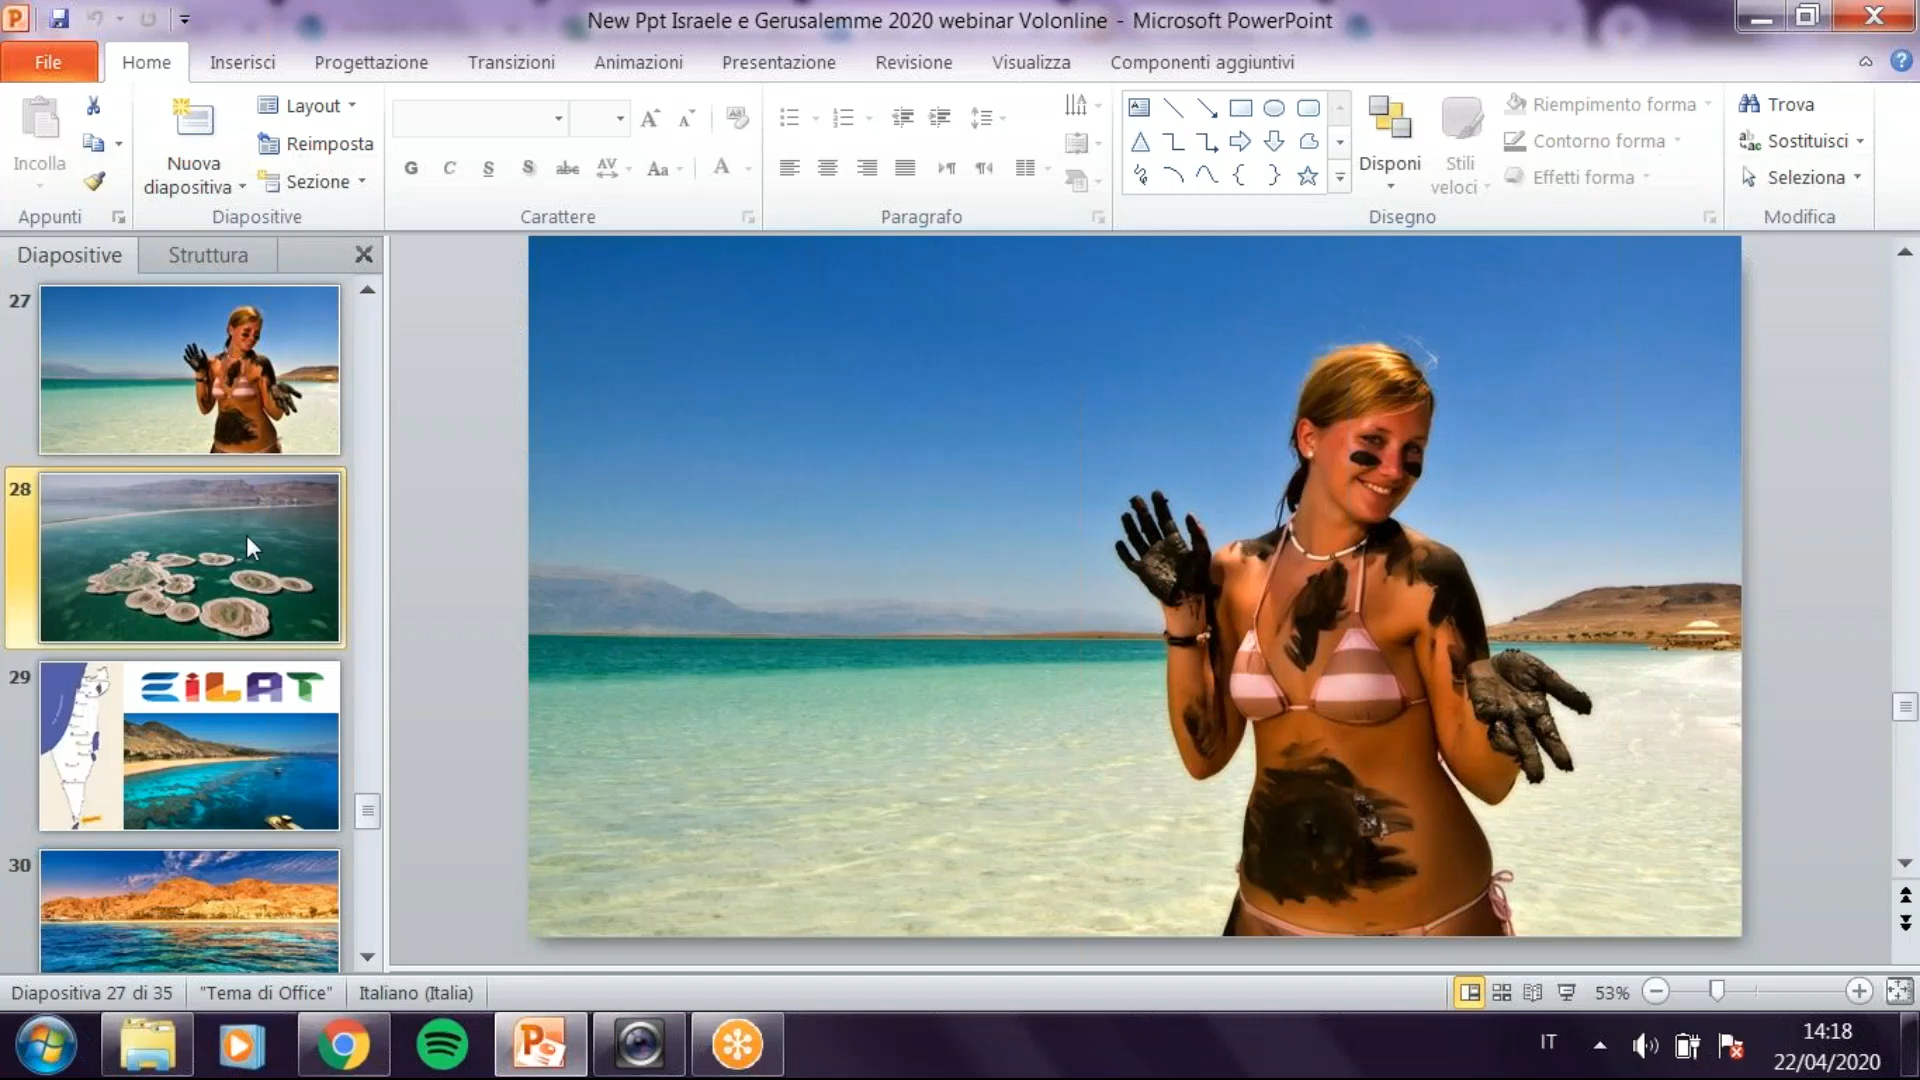 New Ppt Israele e Gerusalemme 2020 webinar Volonline - Microsoft PowerPoint
File Home Inserisci Progettazione Transizioni Animazioni Presentazione Revisione Visualizza Componenti aggiuntivi
Incolla
Appunti
Nuova
diapositiva
Layout
Reimposta
Sezione
Diapositive
G C S S abc AV Aa A
Carattere
Paragrafo
Disponi
Stili
veloci
Riempimento forma
Contorno forma
Effetti forma
Disegno
Trova
Sostituisci
Seleziona
Modifica
Diapositive Struttura
27
28
29
EiLAT
30
Diapositiva 27 di 35 "Tema di Office" Italiano (Italia) 53%
IT 14:18
22/04/2020